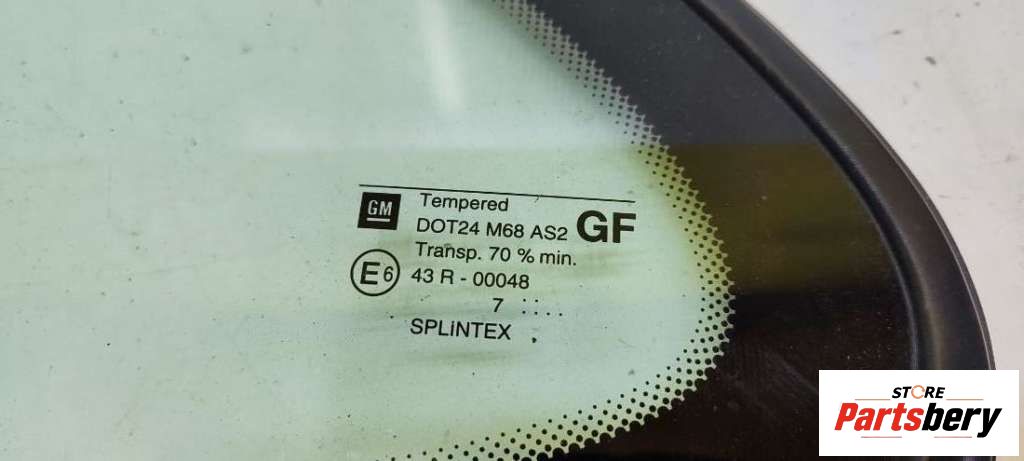 Tempered
GM
DOT24 M68 AS2 GF
Transp. 70 % min.
E6 43 R - 00048
7 ....
SPLiNTEX
STORE
Partsbery